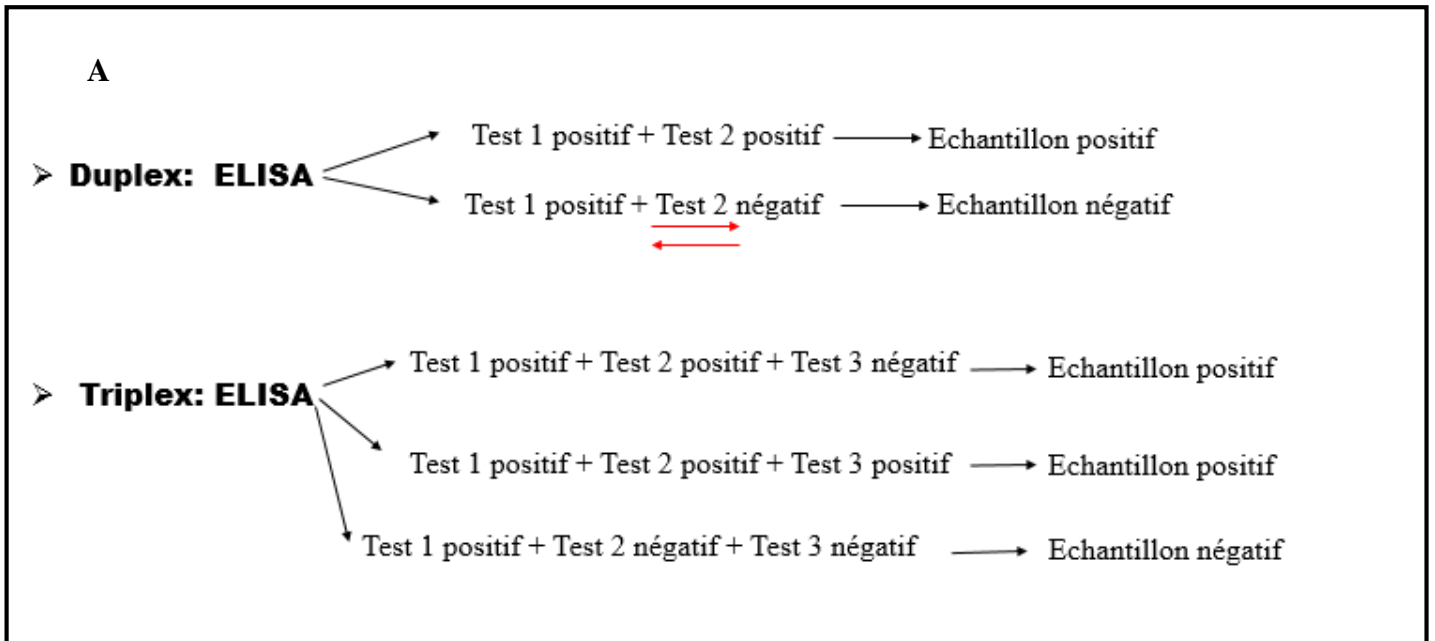 A
Test 1 positif + Test 2 positif Echantillon positif
➢ Duplex: ELISA
Test 1 positif + Test 2 négatif Echantillon négatif
Test 1 positif + Test 2 positif + Test 3 négatif Echantillon positif
➢ Triplex: ELISA
Test 1 positif + Test 2 positif + Test 3 positif Echantillon positif
Test 1 positif + Test 2 négatif + Test 3 négatif Echantillon négatif